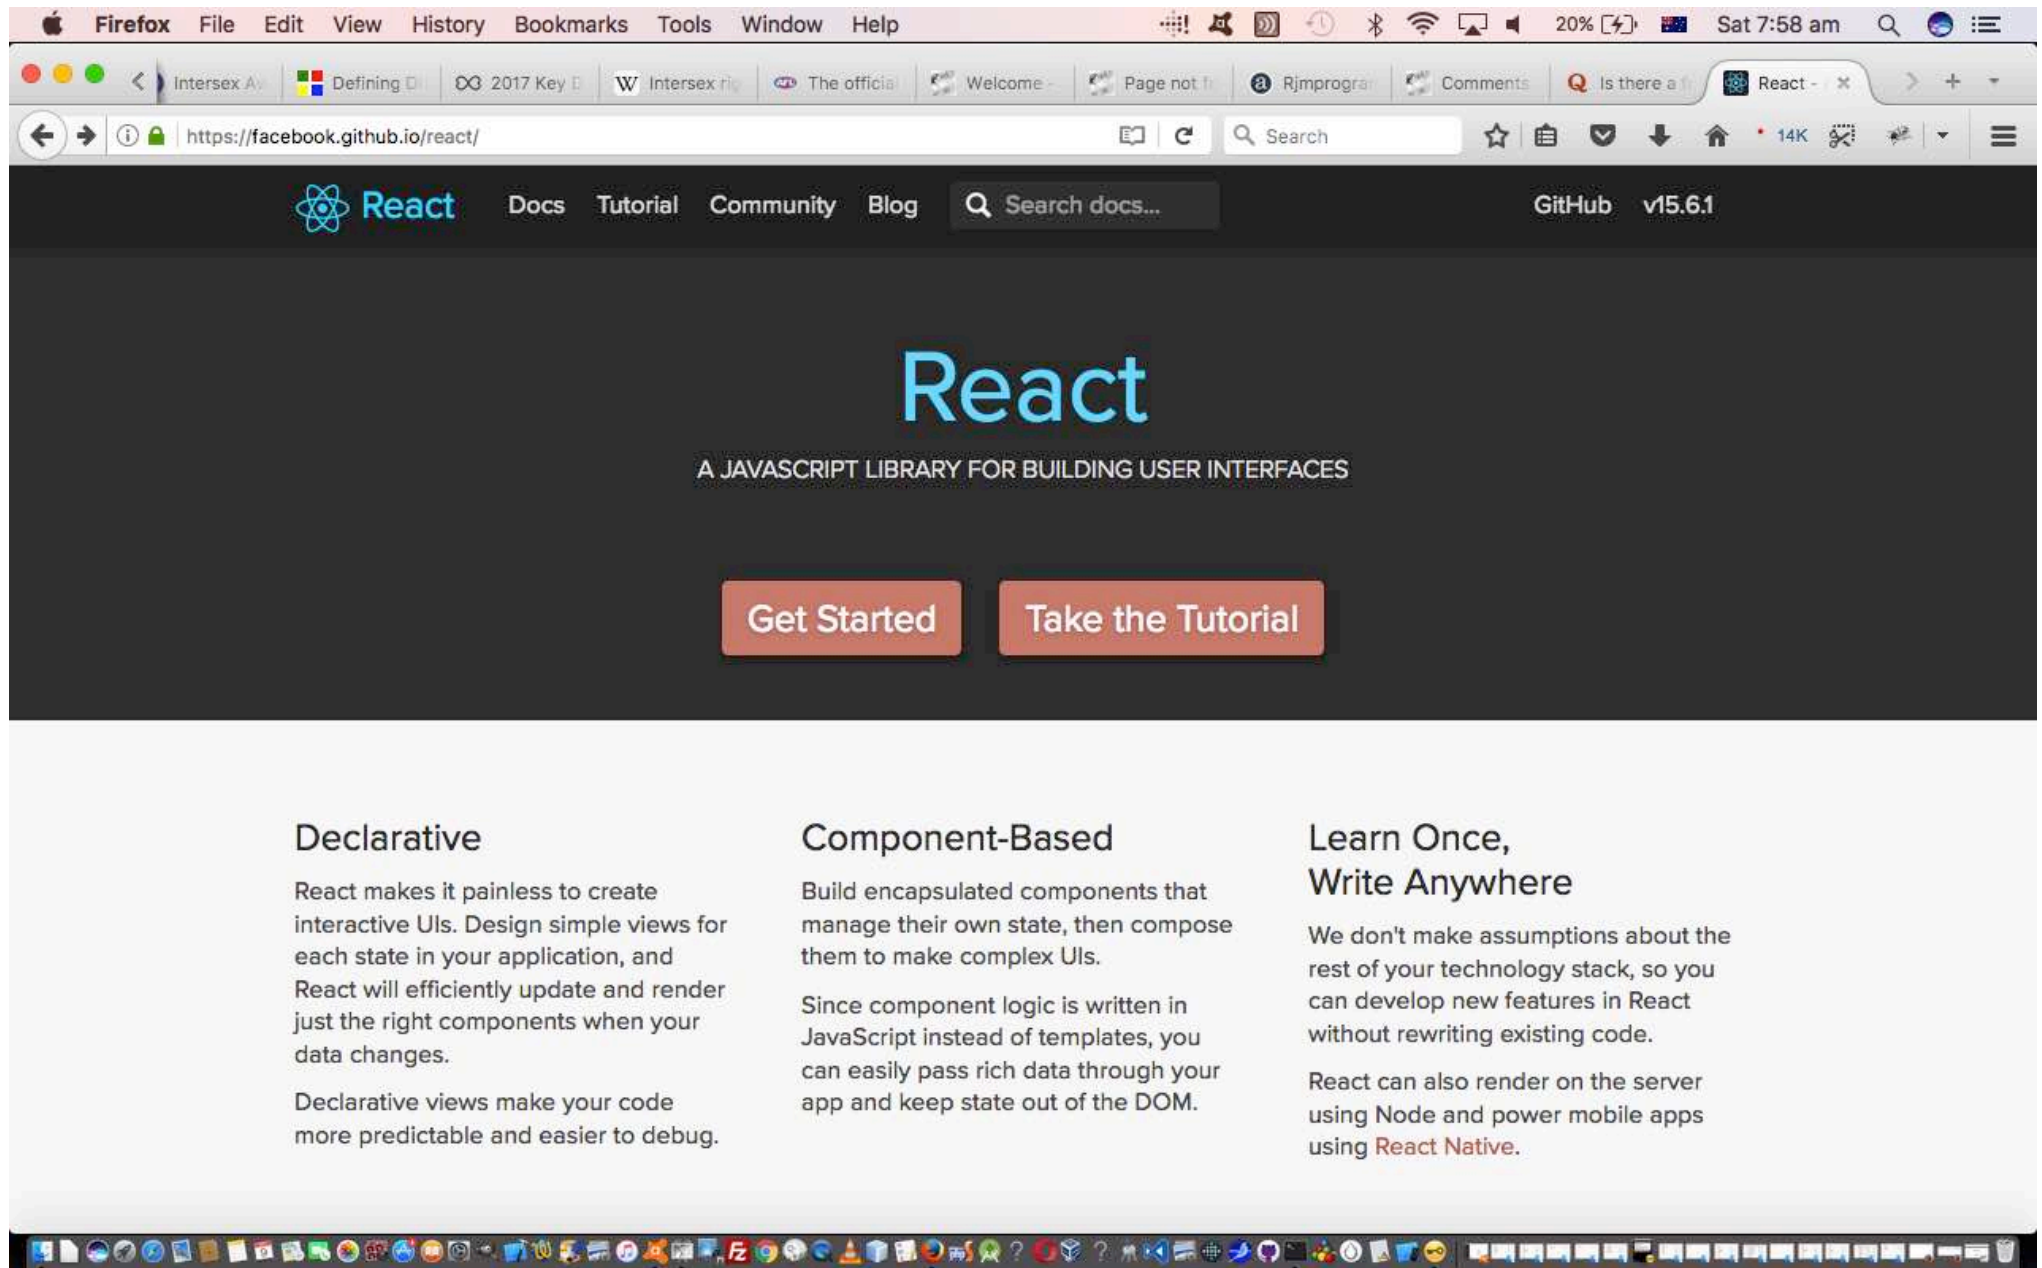 Firefox File Edit View History Bookmarks Tools Window Help 20% Sat 7:58 am
Intersex Defining 2017 Key Intersex The official Welcome - Page not Rjmprogra Comments Is there a React -
https://facebook.github.io/react/ Search 14K
React Docs Tutorial Community Blog Search docs... GitHub v15.6.1
React
A JAVASCRIPT LIBRARY FOR BUILDING USER INTERFACES
Get Started Take the Tutorial
Declarative
React makes it painless to create
interactive UIs. Design simple views for
each state in your application, and
React will efficiently update and render
just the right components when your
data changes.
Declarative views make your code
more predictable and easier to debug.
Component-Based
Build encapsulated components that
manage their own state, then compose
them to make complex UIs.
Since component logic is written in
JavaScript instead of templates, you
can easily pass rich data through your
app and keep state out of the DOM.
Learn Once,
Write Anywhere
We don't make assumptions about the
rest of your technology stack, so you
can develop new features in React
without rewriting existing code.
React can also render on the server
using Node and power mobile apps
using React Native.